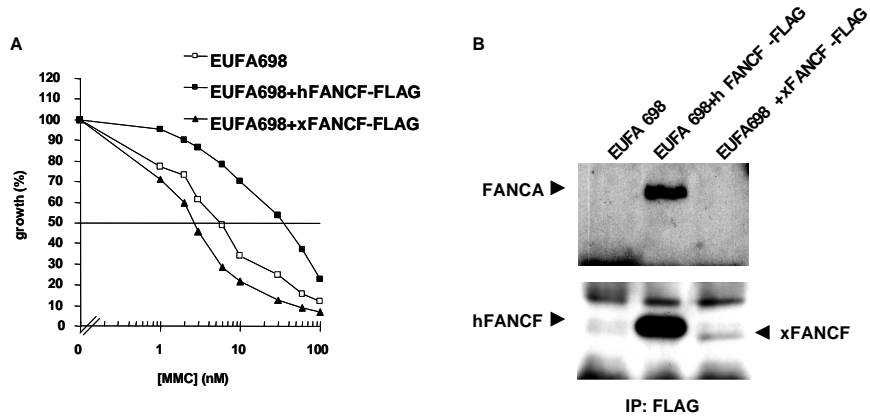 A
EUFA698
EUFA698+hFANCF-FLAG
EUFA698+xFANCF-FLAG
120
110
100
90
80
70
60
50
40
30
20
10
0
growth (%)
0 1 10 100
[MMC] (nM)
B
EUFA 698
EUFA 698+h FANCF -FLAG
EUFA698 +xFANCF -FLAG
FANCA
hFANCF
xFANCF
IP: FLAG